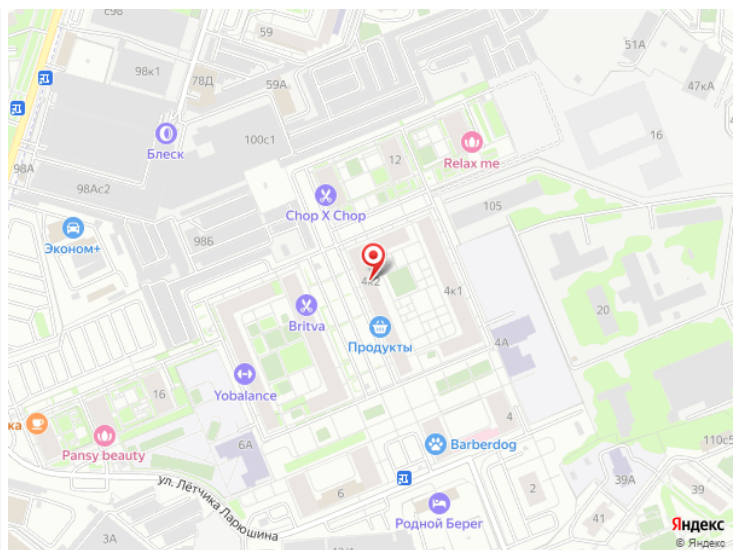 с98
59
51А
98к1
78Д
59А
47кА
100с1
16
Блеск
98А
12
Relax me
98Ас2
Chop X Chop
105
98Б
Эконом+
4к2
4к1
20
Britva
Продукты
4А
Yobalance
16
ка
4
Barberdog
110с5
Pansy beauty
6А
ул. Лётчика Ларюшина
6
2
39А
39
41
Родной Берег
3А
Яндекс
© Яндекс